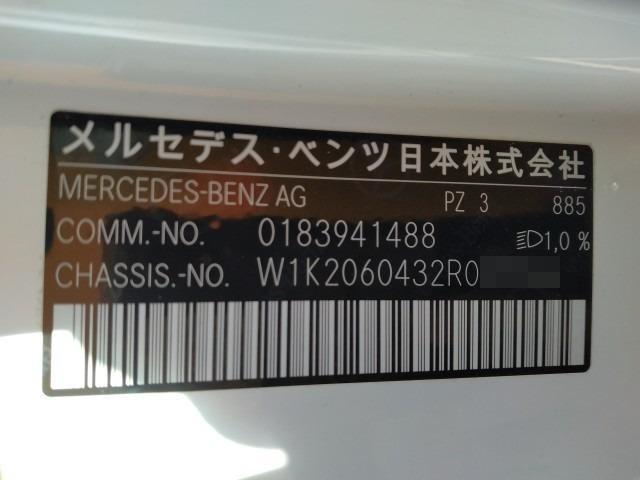 メルセデス・ベンツ日本株式会社
MERCEDES-BENZ AG PZ 3 885
COMM.-NO. 0183941488 1,0 %
CHASSIS.-NO. W1K2060432R0